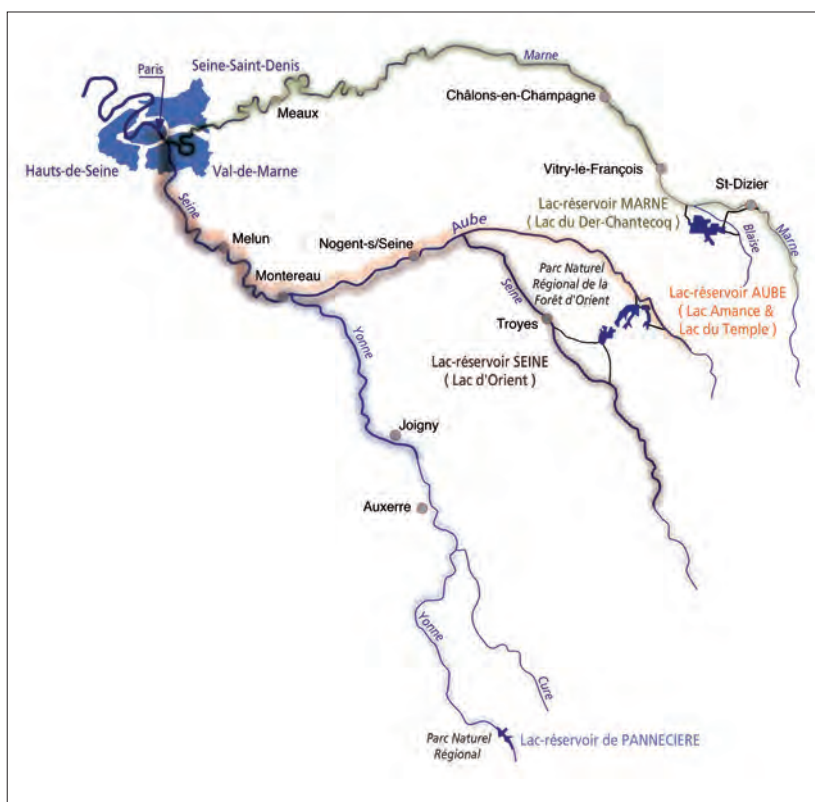 Seine-Saint-Denis
Paris
Marne
Meaux
Châlons-en-Champagne
Hauts-de-Seine
Val-de-Marne
Vitry-le-François
St-Dizier
Lac-réservoir MARNE
( Lac du Der-Chantecoq )
Blaise
Marne
Seine
Melun
Nogent-s/Seine
Aube
Montereau
Parc Naturel
Régional de la
Forêt d'Orient
Seine
Lac-réservoir AUBE
( Lac Amance &
Lac du Temple )
Troyes
Yonne
Lac-réservoir SEINE
( Lac d'Orient )
Joigny
Auxerre
Yonne
Cure
Parc Naturel
Régional
Lac-réservoir de PANNECIERE